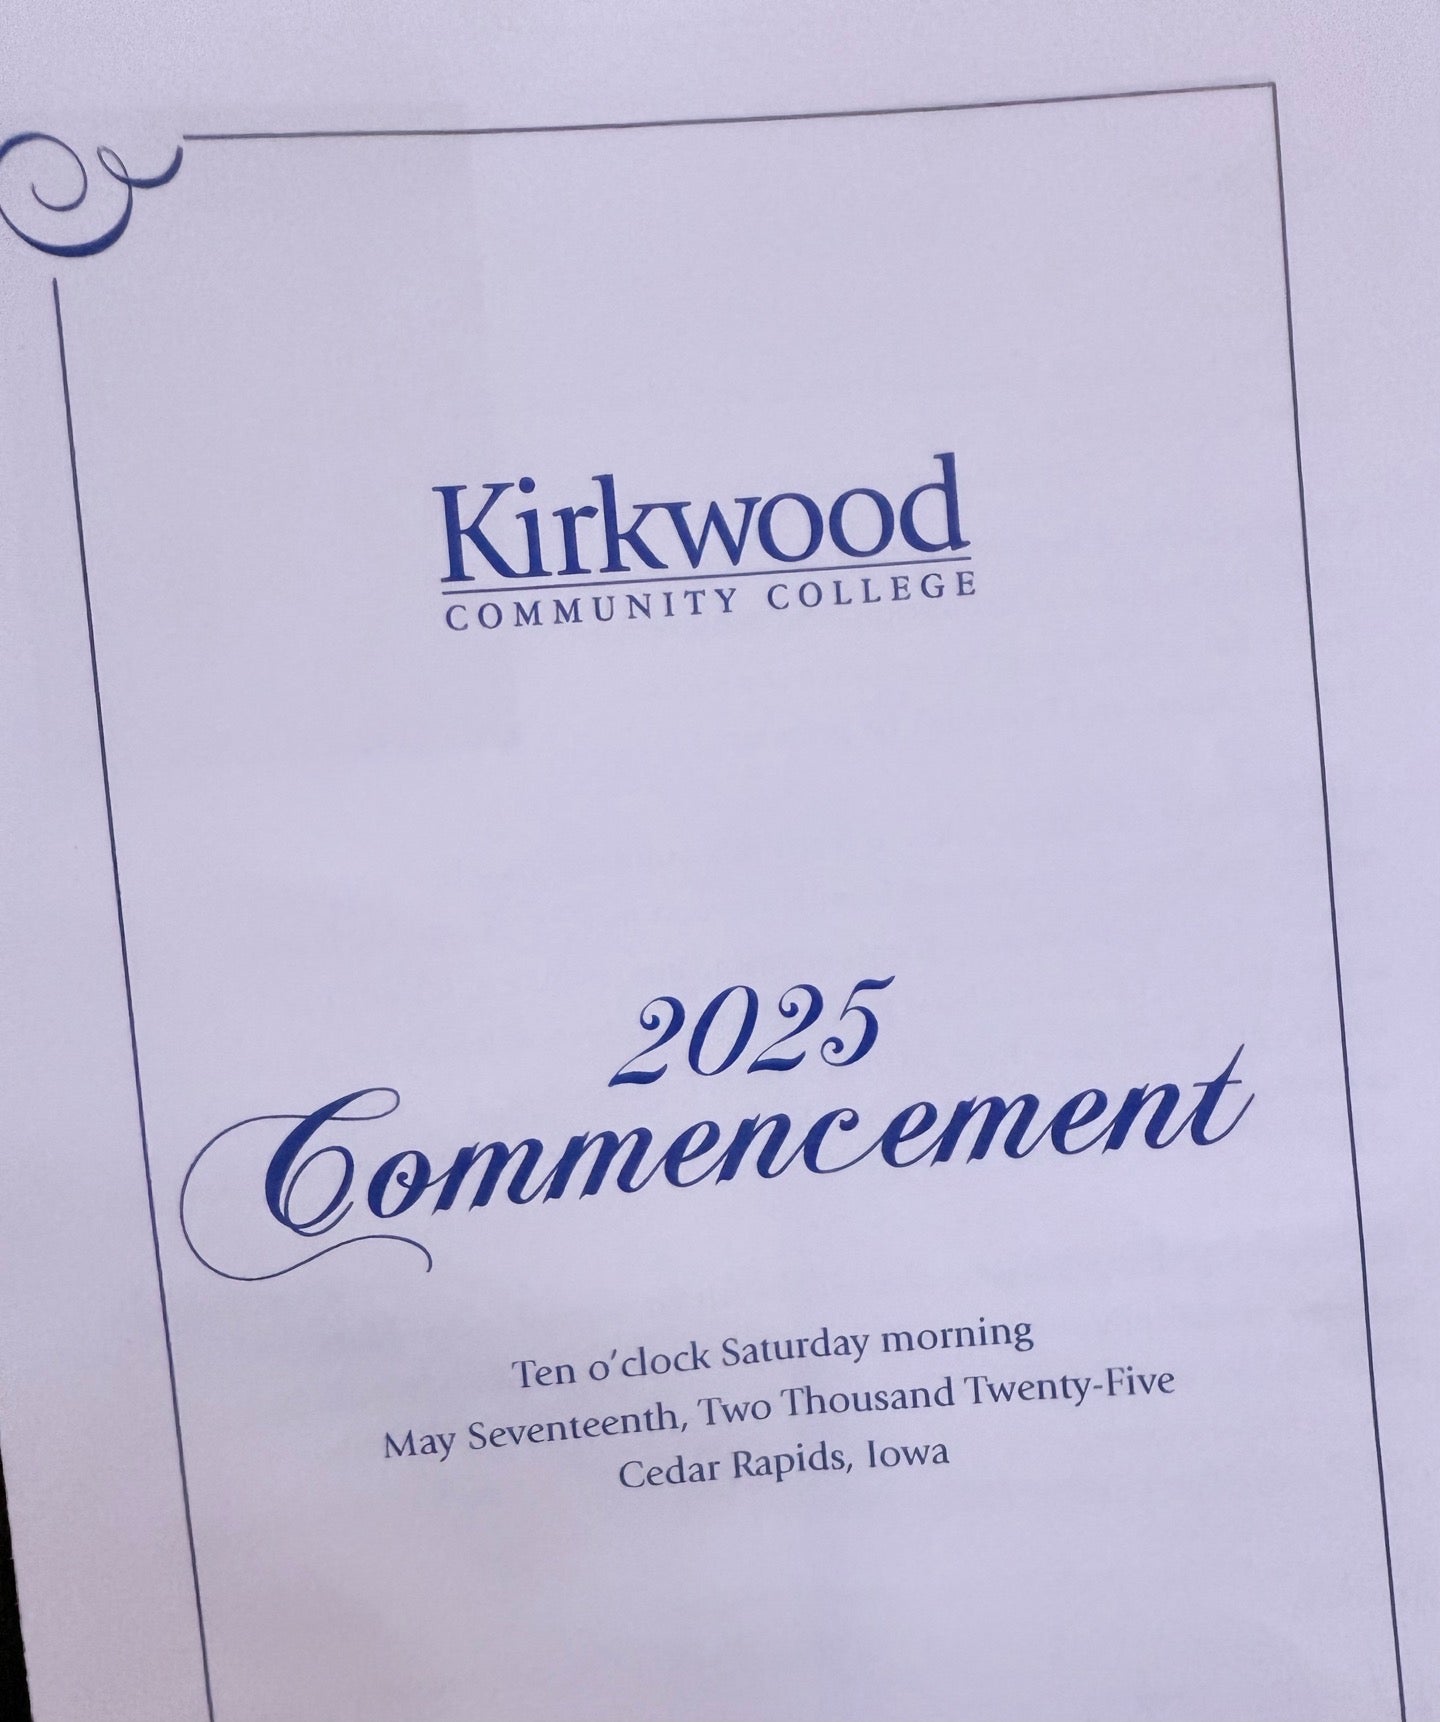 Kirkwood
COMMUNITY COLLEGE
2025
Commencement
Ten o'clock Saturday morning
May Seventeenth, Two Thousand Twenty-Five
Cedar Rapids, Iowa